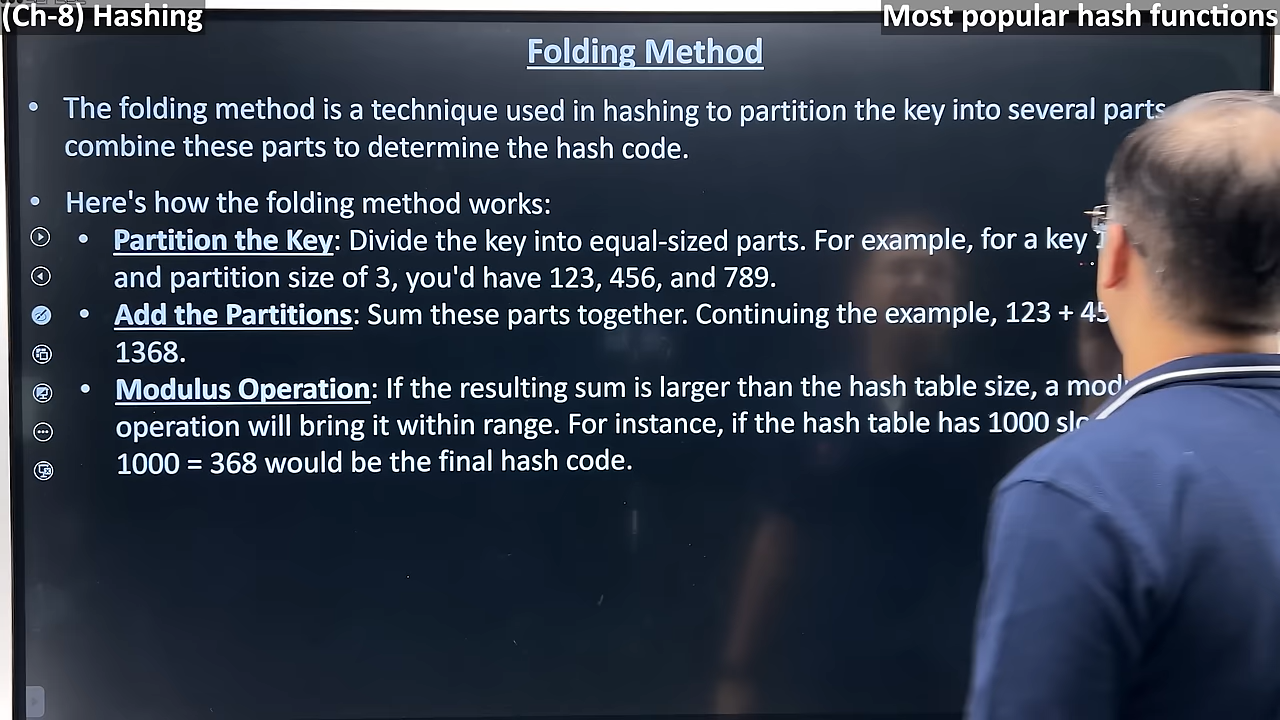 (Ch-8) Hashing
Most popular hash functions
Folding Method
• The folding method is a technique used in hashing to partition the key into several parts
combine these parts to determine the hash code.
• Here's how the folding method works:
• Partition the Key: Divide the key into equal-sized parts. For example, for a key
and partition size of 3, you'd have 123, 456, and 789.
• Add the Partitions: Sum these parts together. Continuing the example, 123 +
1368.
• Modulus Operation: If the resulting sum is larger than the hash table size, a
operation will bring it within range. For instance, if the hash table has 1000
1000 = 368 would be the final hash code.